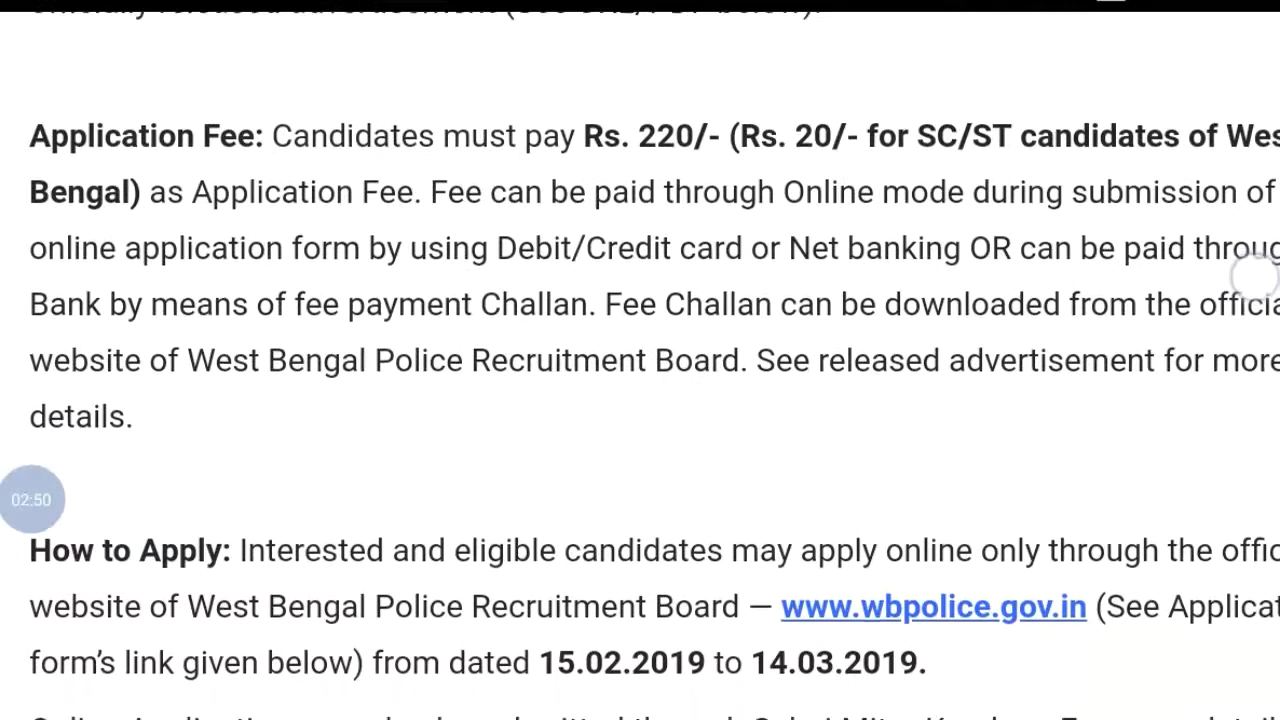 Application Fee: Candidates must pay Rs. 220/- (Rs. 20/- for SC/ST candidates of
Bengal) as Application Fee. Fee can be paid through Online mode during submission of
online application form by using Debit/Credit card or Net banking OR can be paid
Bank by means of fee payment Challan. Fee Challan can be downloaded from the
website of West Bengal Police Recruitment Board. See released advertisement for more
details.
02:50
How to Apply: Interested and eligible candidates may apply online only through the
website of West Bengal Police Recruitment Board — www.wbpolice.gov.in (See
form's link given below) from dated 15.02.2019 to 14.03.2019.